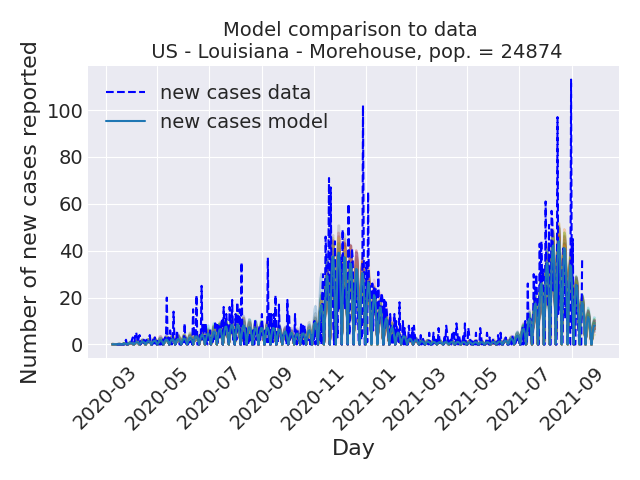 Model comparison to data
US - Louisiana - Morehouse, pop. = 24874
Number of new cases reported
new cases data
new cases model
100
80
60
40
20
0
2020-03
2020-05
2020-07
2020-09
2020-11
2021-01
2021-03
2021-05
2021-07
2021-09
Day